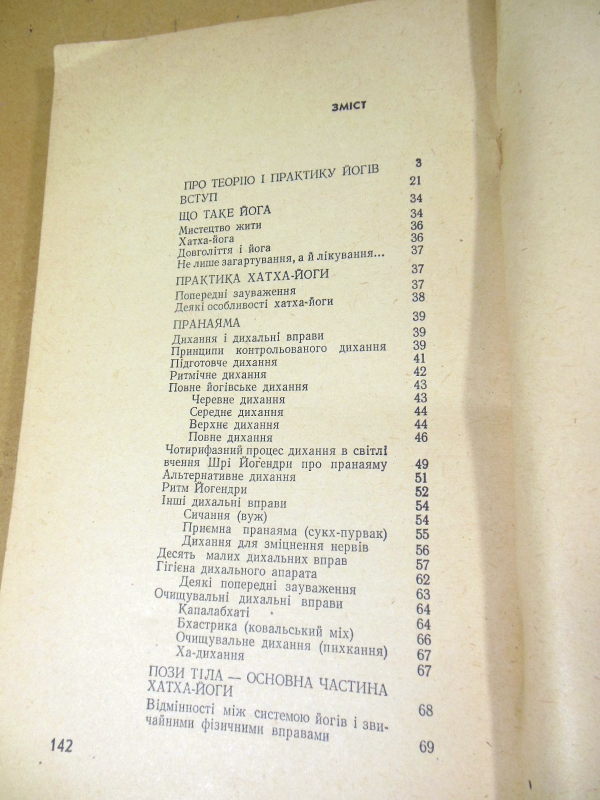 ЗМІСТ
ПРО ТЕОРІЮ І ПРАКТИКУ ЙОГІВ 3
ВСТУП 21
ЩО ТАКЕ ЙОГА 34
Мистецтво жити 34
Хатха-йога 36
Довголіття і йога 36
Не лише загартування, а й лікування... 37
ПРАКТИКА ХАТХА-ЙОГИ 37
Попередні зауваження 37
Деякі особливості хатха-йоги 38
ПРАНАЯМА 39
Дихання і дихальні вправи 39
Принципи контрольованого дихання 39
Підготовче дихання 41
Ритмічне дихання 42
Повне йогівське дихання 43
Черевне дихання 43
Середнє дихання 44
Верхнє дихання 44
Повне дихання 46
Чотирифазний процес дихання в світлі
вчення Шрі Йогендри про пранаяму 49
Альтернативне дихання 51
Ритм Йогендри 52
Інші дихальні вправи 54
Сичання (вуж) 54
Приємна пранаяма (сукх-пурвак) 55
Дихання для зміцнення нервів 56
Десять малих дихальних вправ 57
Гігієна дихального апарата 62
Деякі попередні зауваження 63
Очищувальні дихальні вправи 64
Капалабхаті 64
Бхастрика (ковальський міх) 66
Очищувальне дихання (пихкання) 67
Ха-дихання 67
ПОЗИ ТІЛА — ОСНОВНА ЧАСТИНА
ХАТХА-ЙОГИ 68
Відмінності між системою йогів і зви-
чайними фізичними вправами 69
142